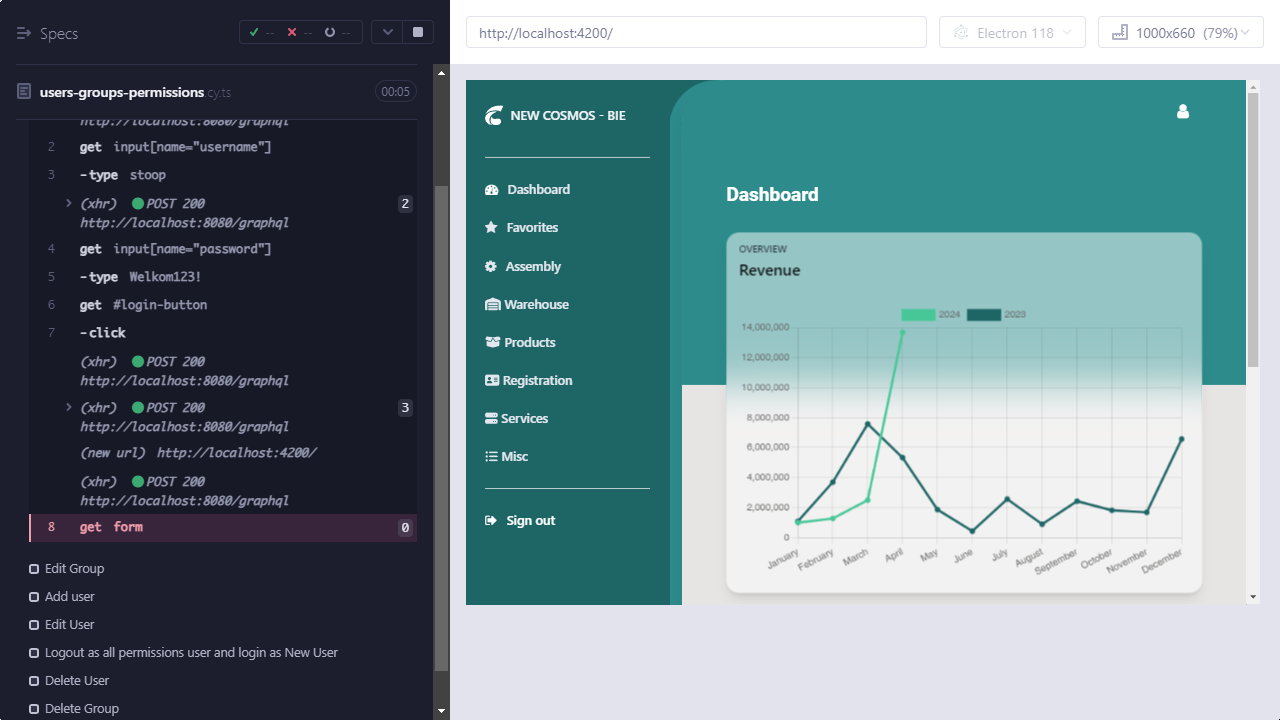 Specs
-- -- --
users-groups-permissions.cy.ts 00:05
http://localhost:8080/graphql
2 get input[name="username"]
3 -type stoop
(xhr) POST 200 2
http://localhost:8080/graphql
4 get input[name="password"]
5 -type Welkom123!
6 get #login-button
7 -click
(xhr) POST 200
http://localhost:8080/graphql
(xhr) POST 200 3
http://localhost:8080/graphql
(new url) http://localhost:4200/
(xhr) POST 200
http://localhost:8080/graphql
8 get form 0
Edit Group
Add user
Edit User
Logout as all permissions user and login as New User
Delete User
Delete Group
http://localhost:4200/
Electron 118
1000x660 (79%)
NEW COSMOS - BIE
Dashboard
Favorites
Assembly
Warehouse
Products
Registration
Services
Misc
Sign out
Dashboard
OVERVIEW
Revenue
2024 2023
14,000,000
12,000,000
10,000,000
8,000,000
6,000,000
4,000,000
2,000,000
0
January February March April May June July August September October November December